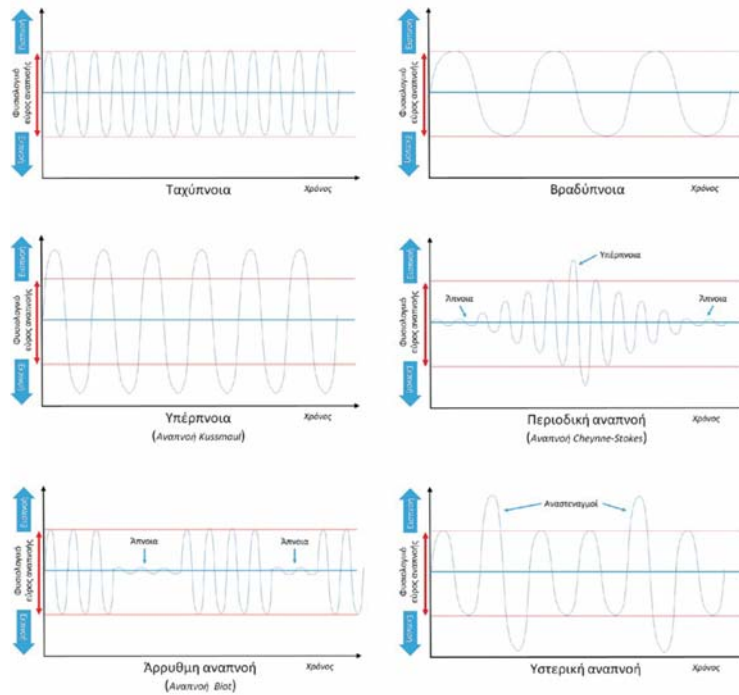 Εισπνοή
Φυσιολογικό
εύρος αναπνοής
Εκπνοή
Ταχύπνοια
Χρόνος
Εισπνοή
Φυσιολογικό
εύρος αναπνοής
Εκπνοή
Βραδύπνοια
Χρόνος
Εισπνοή
Φυσιολογικό
εύρος αναπνοής
Εκπνοή
Υπέρπνοια
Χρόνος
(Αναπνοή Kussmaul)
Εισπνοή
Φυσιολογικό
εύρος αναπνοής
Εκπνοή
Υπέρπνοια
Άπνοια
Άπνοια
Περιοδική αναπνοή
Χρόνος
(Αναπνοή Cheynne-Stokes)
Εισπνοή
Φυσιολογικό
εύρος αναπνοής
Εκπνοή
Άπνοια
Άπνοια
Άρρυθμη αναπνοή
Χρόνος
(Αναπνοή Biot)
Εισπνοή
Φυσιολογικό
εύρος αναπνοής
Εκπνοή
Αναστεναγμοί
Υστερική αναπνοή
Χρόνος